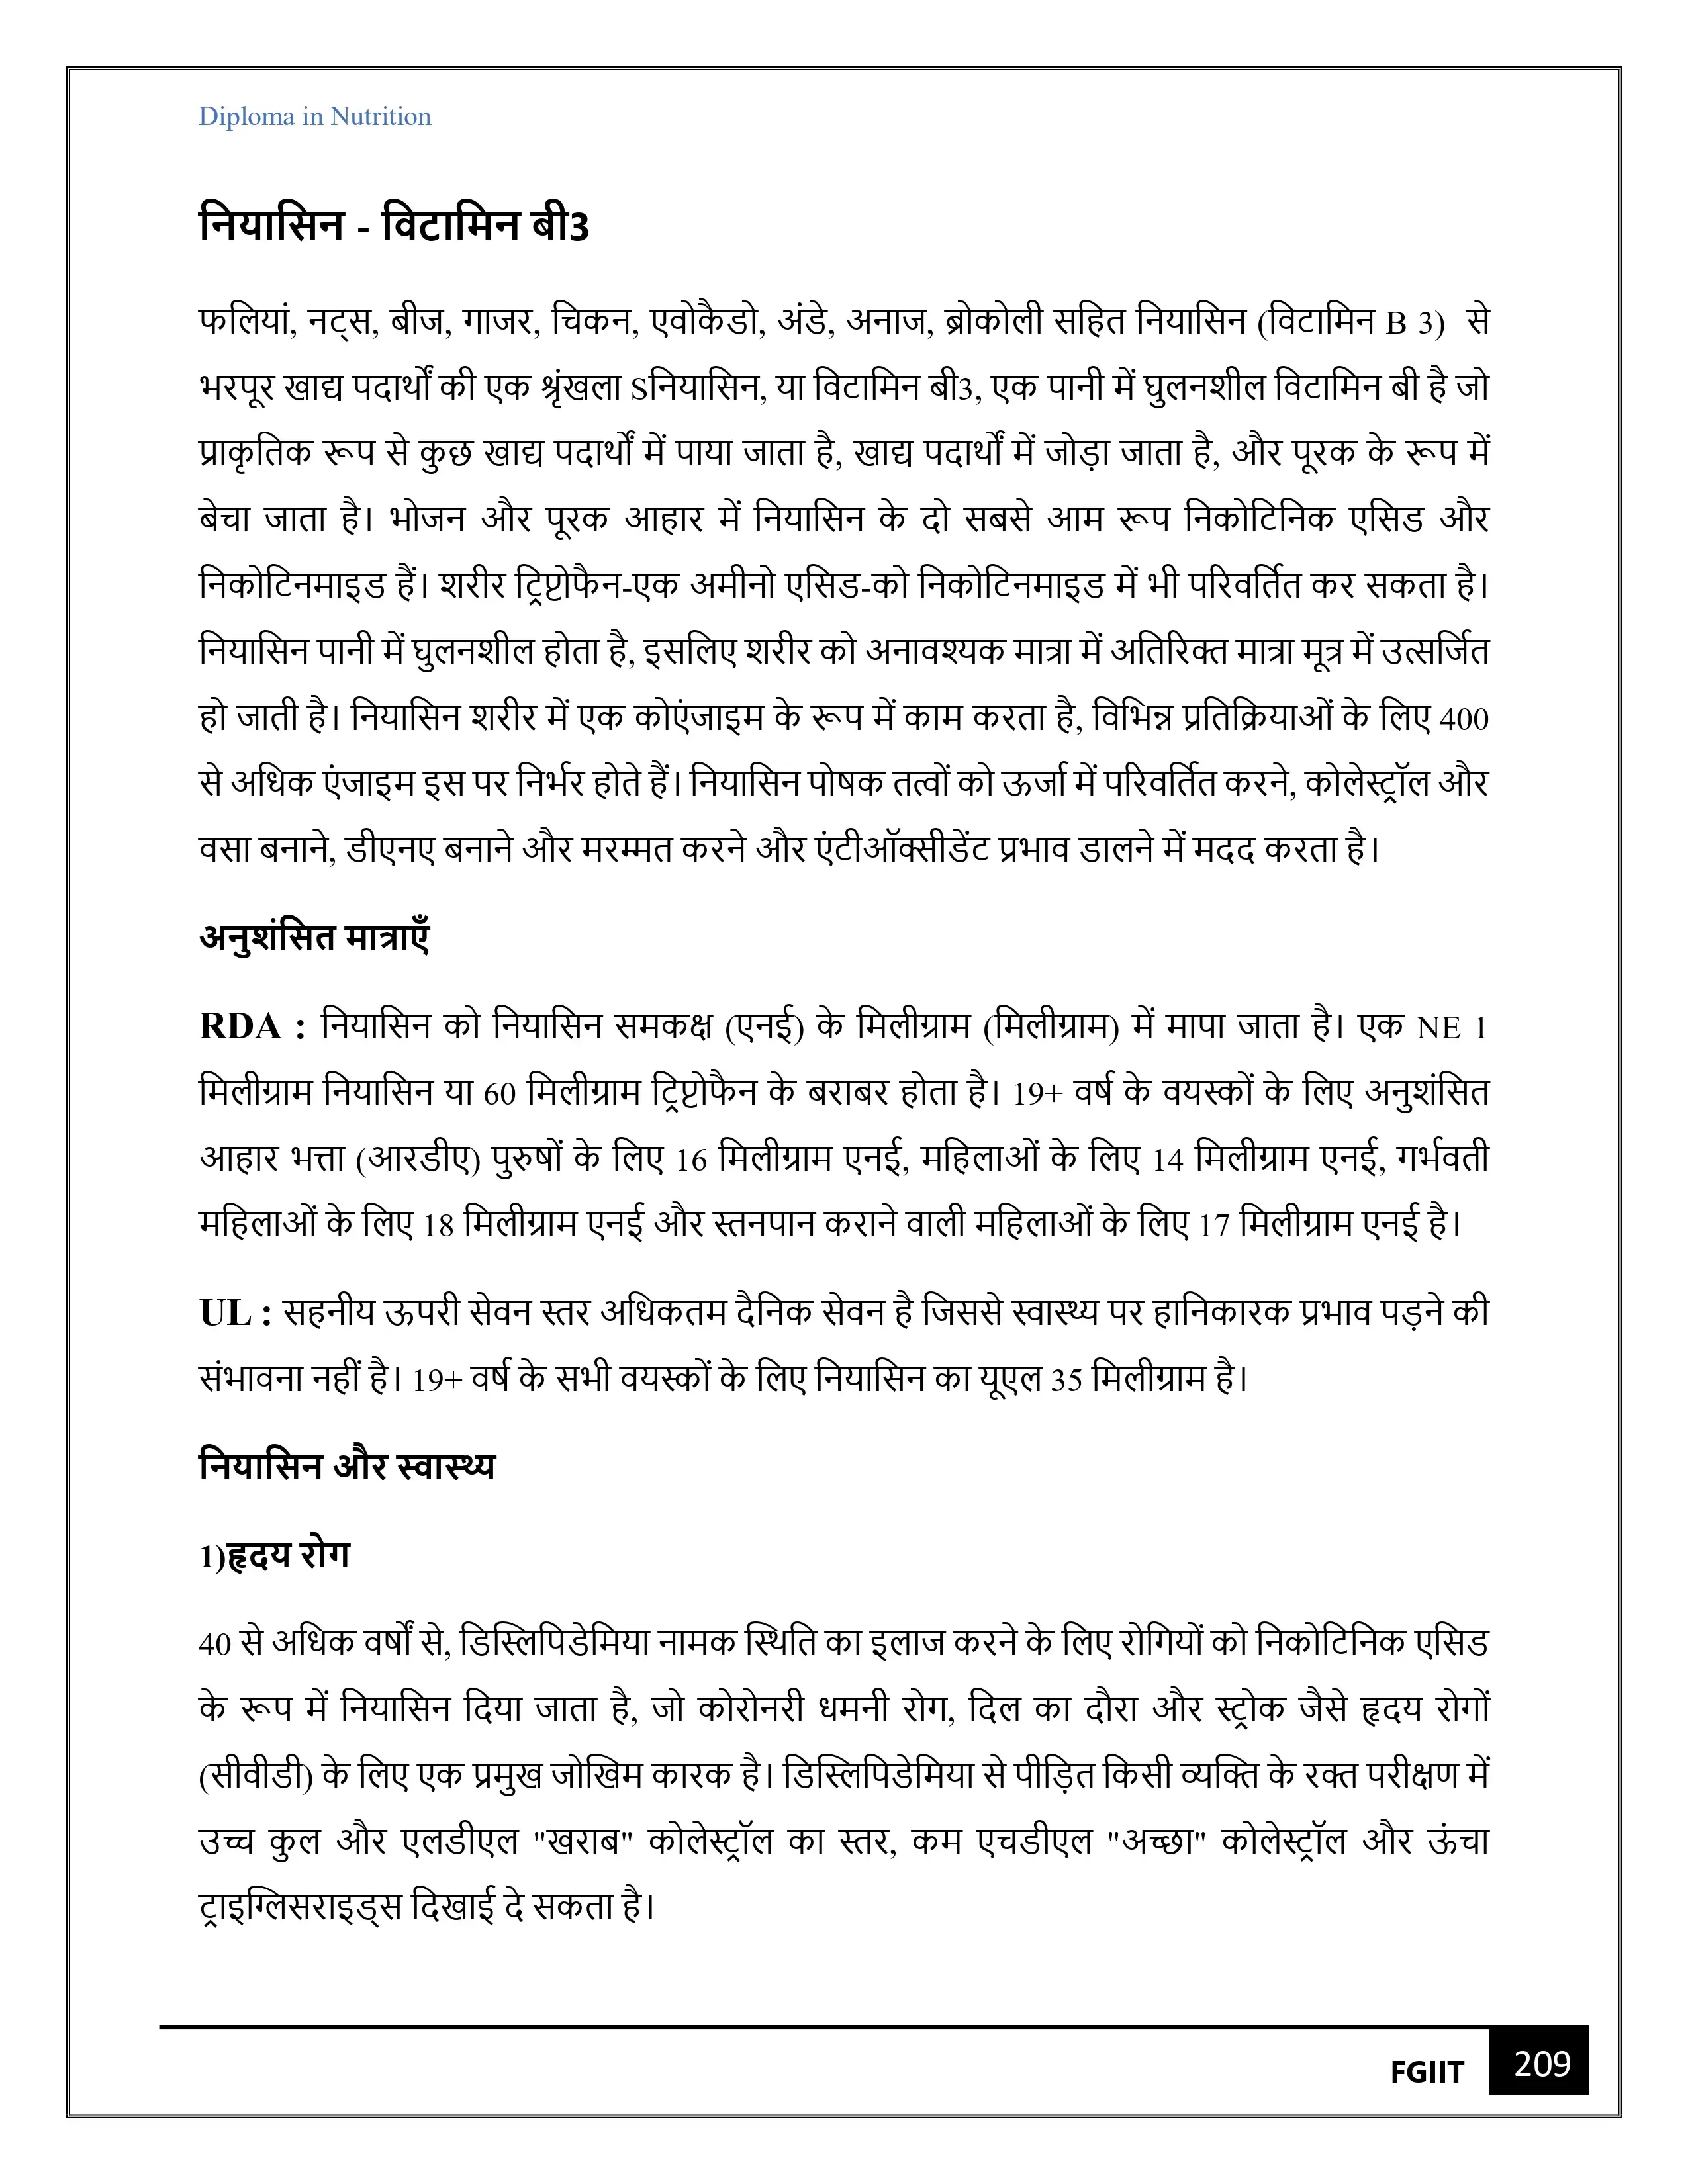 Diploma in Nutrition
नियासिन - विटामिन बी3
फलियां, नट्स, बीज, गाजर, चिकन, एवोकैडो, अंडे, अनाज, ब्रोकोली सहित नियासिन (विटामिन B 3) से
भरपूर खाद्य पदार्थों की एक श्रृंखला Sनियासिन, या विटामिन बी3, एक पानी में घुलनशील विटामिन बी है जो
प्राकृतिक रूप से कुछ खाद्य पदार्थों में पाया जाता है, खाद्य पदार्थों में जोड़ा जाता है, और पूरक के रूप में
बेचा जाता है। भोजन और पूरक आहार में नियासिन के दो सबसे आम रूप निकोटिनिक एसिड और
निकोटिनमाइड हैं। शरीर ट्रिप्टोफैन-एक अमीनो एसिड-को निकोटिनमाइड में भी परिवर्तित कर सकता है।
नियासिन पानी में घुलनशील होता है, इसलिए शरीर को अनावश्यक मात्रा में अतिरिक्त मात्रा मूत्र में उत्सर्जित
हो जाती है। नियासिन शरीर में एक कोएंजाइम के रूप में काम करता है, विभिन्न प्रतिक्रियाओं के लिए 400
से अधिक एंजाइम इस पर निर्भर होते हैं। नियासिन पोषक तत्वों को ऊर्जा में परिवर्तित करने, कोलेस्ट्रॉल और
वसा बनाने, डीएनए बनाने और मरम्मत करने और एंटीऑक्सीडेंट प्रभाव डालने में मदद करता है।
अनुशंसित मात्राएँ
RDA : नियासिन को नियासिन समकक्ष (एनई) के मिलीग्राम (मिलीग्राम) में मापा जाता है। एक NE 1
मिलीग्राम नियासिन या 60 मिलीग्राम ट्रिप्टोफैन के बराबर होता है। 19+ वर्ष के वयस्कों के लिए अनुशंसित
आहार भत्ता (आरडीए) पुरुषों के लिए 16 मिलीग्राम एनई, महिलाओं के लिए 14 मिलीग्राम एनई, गर्भवती
महिलाओं के लिए 18 मिलीग्राम एनई और स्तनपान कराने वाली महिलाओं के लिए 17 मिलीग्राम एनई है।
UL : सहनीय ऊपरी सेवन स्तर अधिकतम दैनिक सेवन है जिससे स्वास्थ्य पर हानिकारक प्रभाव पड़ने की
संभावना नहीं है। 19+ वर्ष के सभी वयस्कों के लिए नियासिन का यूएल 35 मिलीग्राम है।
नियासिन और स्वास्थ्य
1)हृदय रोग
40 से अधिक वर्षों से, डिस्लिपिडेमिया नामक स्थिति का इलाज करने के लिए रोगियों को निकोटिनिक एसिड
के रूप में नियासिन दिया जाता है, जो कोरोनरी धमनी रोग, दिल का दौरा और स्ट्रोक जैसे हृदय रोगों
(सीवीडी) के लिए एक प्रमुख जोखिम कारक है। डिस्लिपिडेमिया से पीड़ित किसी व्यक्ति के रक्त परीक्षण में
उच्च कुल और एलडीएल "खराब" कोलेस्ट्रॉल का स्तर, कम एचडीएल "अच्छा" कोलेस्ट्रॉल और ऊंचा
ट्राइग्लिसराइड्स दिखाई दे सकता है।
FGIIT 209